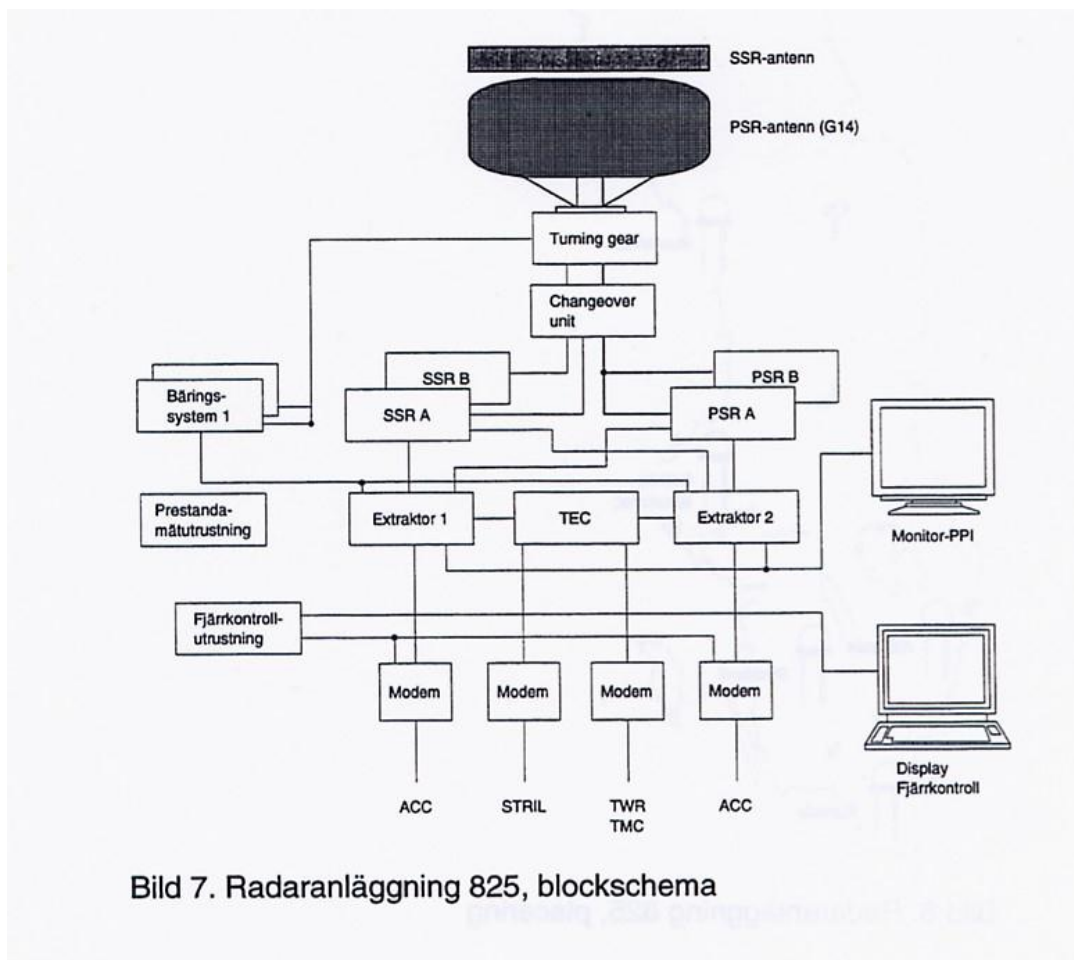 SSR-antenn
PSR-antenn (G14)
Turning gear
Changeover
unit
SSR B
PSR B
Bärings-
system 1
SSR A
PSR A
Prestanda-
mätutrustning
Extraktor 1
TEC
Extraktor 2
Monitor-PPI
Fjärrkontroll-
utrustning
Modem
Modem
Modem
Modem
Display
Fjärrkontroll
ACC
STRIL
TWR
TMC
ACC
Bild 7. Radaranläggning 825, blockschema